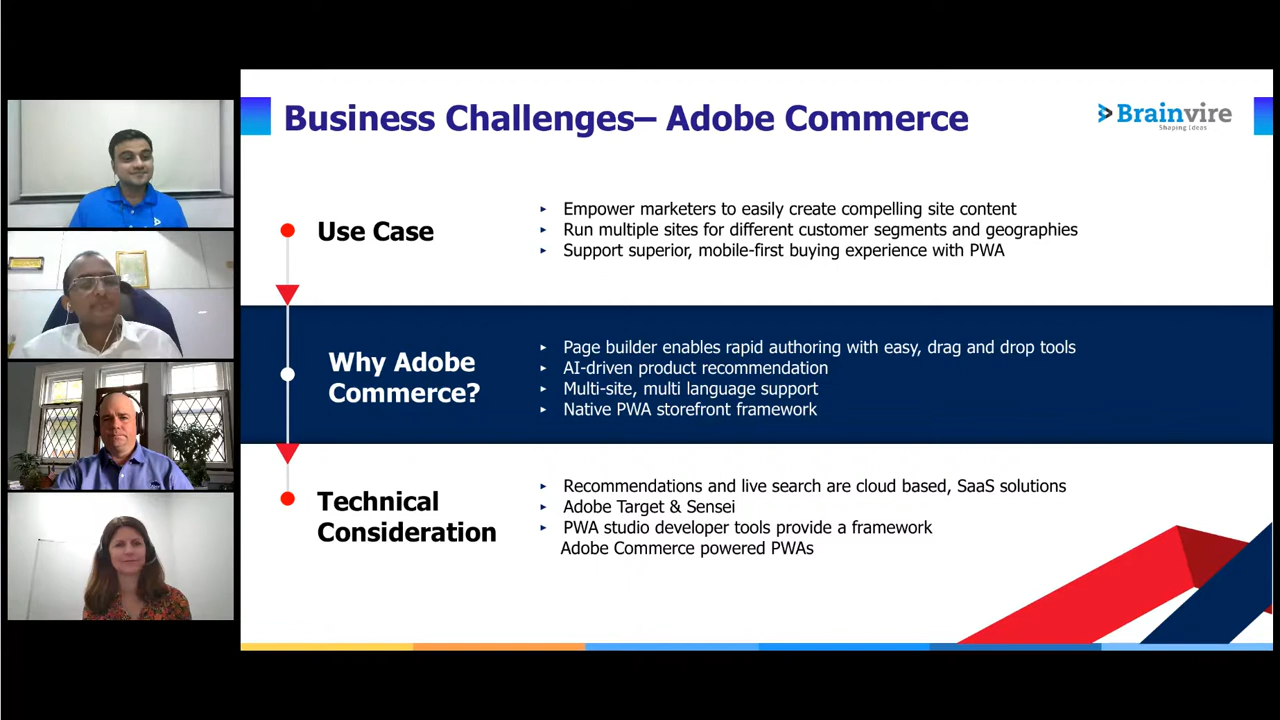 Business Challenges– Adobe Commerce
Brainvire
Shaping Ideas
Use Case
▸ Empower marketers to easily create compelling site content
▸ Run multiple sites for different customer segments and geographies
▸ Support superior, mobile-first buying experience with PWA
Why Adobe
Commerce?
▸ Page builder enables rapid authoring with easy, drag and drop tools
▸ AI-driven product recommendation
▸ Multi-site, multi language support
▸ Native PWA storefront framework
Technical
Consideration
▸ Recommendations and live search are cloud based, SaaS solutions
▸ Adobe Target & Sensei
▸ PWA studio developer tools provide a framework
Adobe Commerce powered PWAs